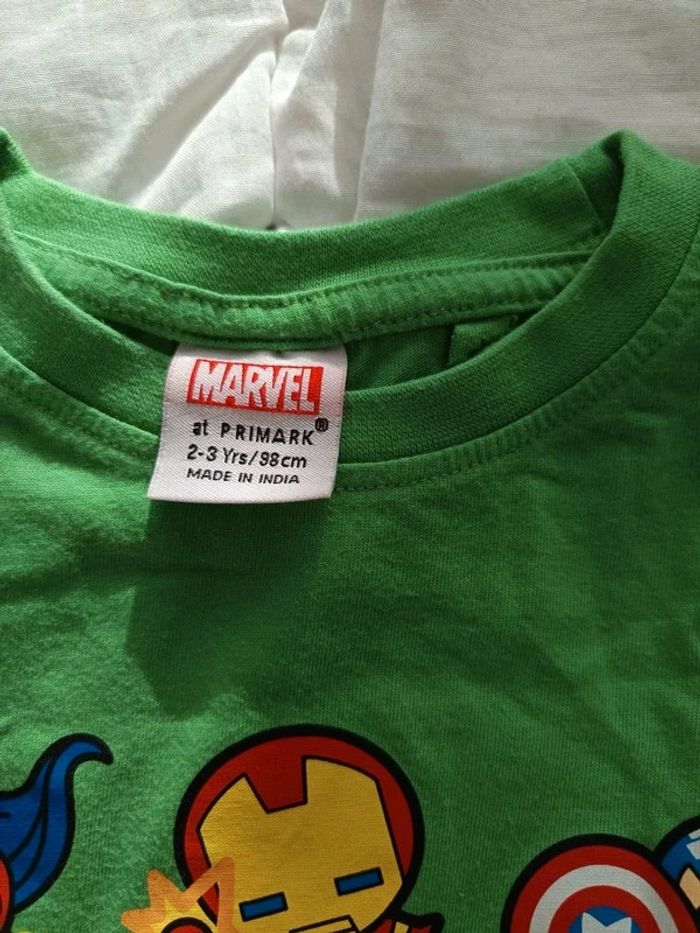 MARVEL
at PRIMARK®
2-3 Yrs/98cm
MADE IN INDIA